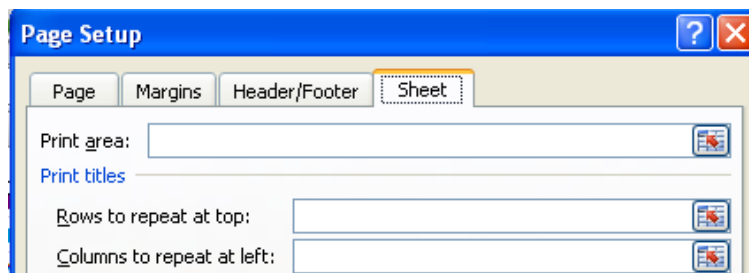 Page Setup
Page Margins Header/Footer Sheet
Print area:
Print titles
Rows to repeat at top:
Columns to repeat at left: